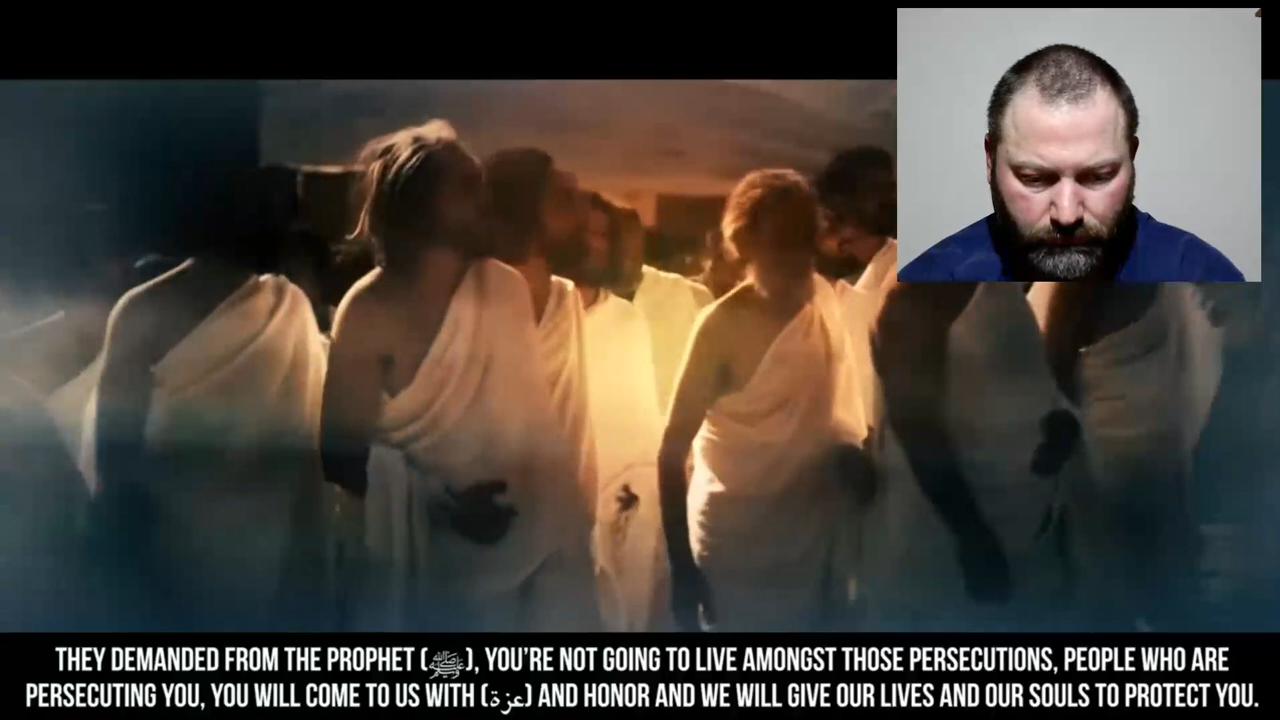 THEY DEMANDED FROM THE PROPHET (ﷺ), YOU'RE NOT GOING TO LIVE AMONGST THOSE PERSECUTIONS, PEOPLE WHO ARE
PERSECUTING YOU, YOU WILL COME TO US WITH (عزة) AND HONOR AND WE WILL GIVE OUR LIVES AND OUR SOULS TO PROTECT YOU.